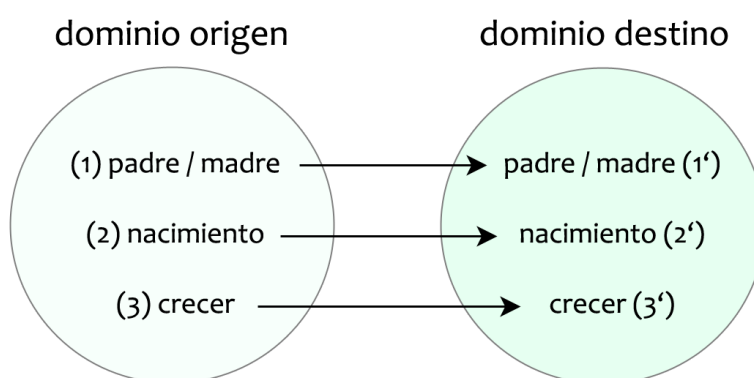 dominio origen
dominio destino
(1) padre / madre
padre / madre (1‘)
(2) nacimiento
nacimiento (2‘)
(3) crecer
crecer (3‘)